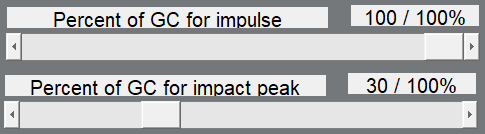 Percent of GC for impulse 100 / 100%
Percent of GC for impact peak 30 / 100%